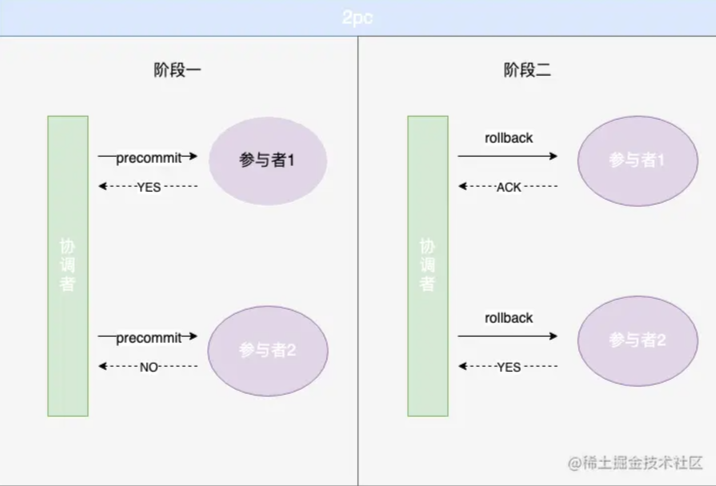 2pc
阶段一
阶段二
协调者
precommit
参与者1
YES
precommit
参与者2
NO
协调者
rollback
参与者1
ACK
rollback
参与者2
YES
@稀土掘金技术社区